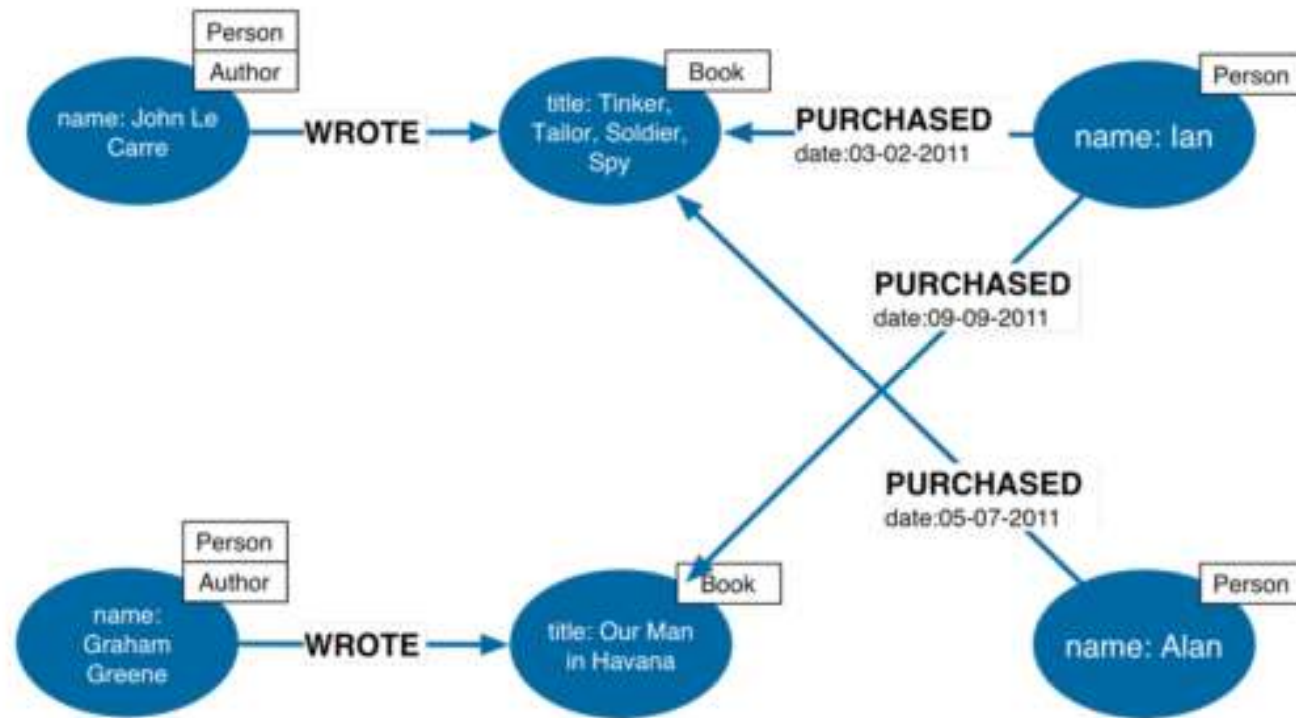 Person
Author
name: John Le
Carre
WROTE
Book
title: Tinker,
Tailor, Soldier,
Spy
PURCHASED
date:03-02-2011
Person
name: Ian
PURCHASED
date:09-09-2011
PURCHASED
date:05-07-2011
Person
Author
name:
Graham
Greene
WROTE
Book
title: Our Man
in Havana
Person
name: Alan